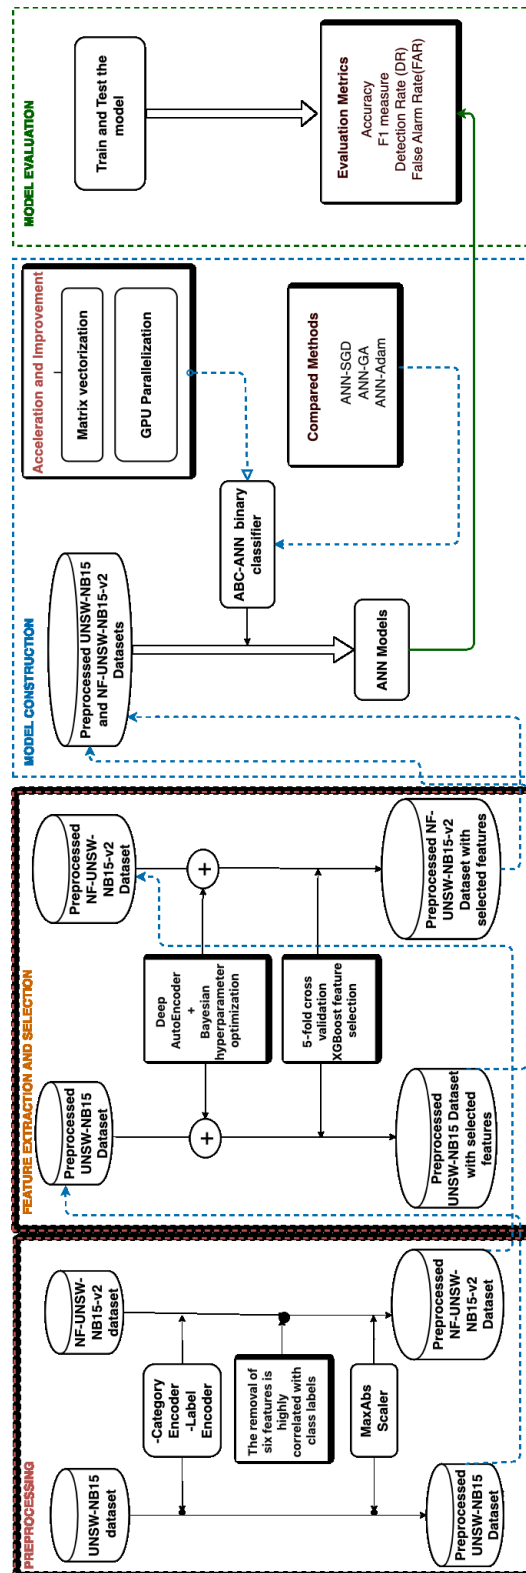 PREPROCESSING
UNSW-NB15
dataset
NF-UNSW-
NB15-v2
dataset
-Category
Encoder
-Label
Encoder
The removal of
six features is
highly
correlated with
class labels
MaxAbs
Scaler
Preprocessed
UNSW-NB15
Dataset
Preprocessed
NF-UNSW-
NB15-v2
Dataset
FEATURE EXTRACTION AND SELECTION
Preprocessed
UNSW-NB15
Dataset
Preprocessed
NF-UNSW-
NB15-v2
Dataset
Deep
AutoEncoder
+
Bayesian
hyperparameter
optimization
+
+
5-fold cross
validation
XGBoost feature
selection
Preprocessed
UNSW-NB15 Dataset
with selected
features
Preprocessed NF-
UNSW-NB15-v2
Dataset with
selected features
MODEL CONSTRUCTION
Preprocessed UNSW-NB15
and NF-UNSW-NB15-v2
Datasets
Acceleration and Improvement
Matrix vectorization
GPU Parallelization
ABC-ANN binary
classifier
Compared Methods
ANN-SGD
ANN-GA
ANN-Adam
ANN Models
MODEL EVALUATION
Train and Test the
model
Evaluation Metrics
Accuracy
F1 measure
Detection Rate (DR)
False Alarm Rate(FAR)